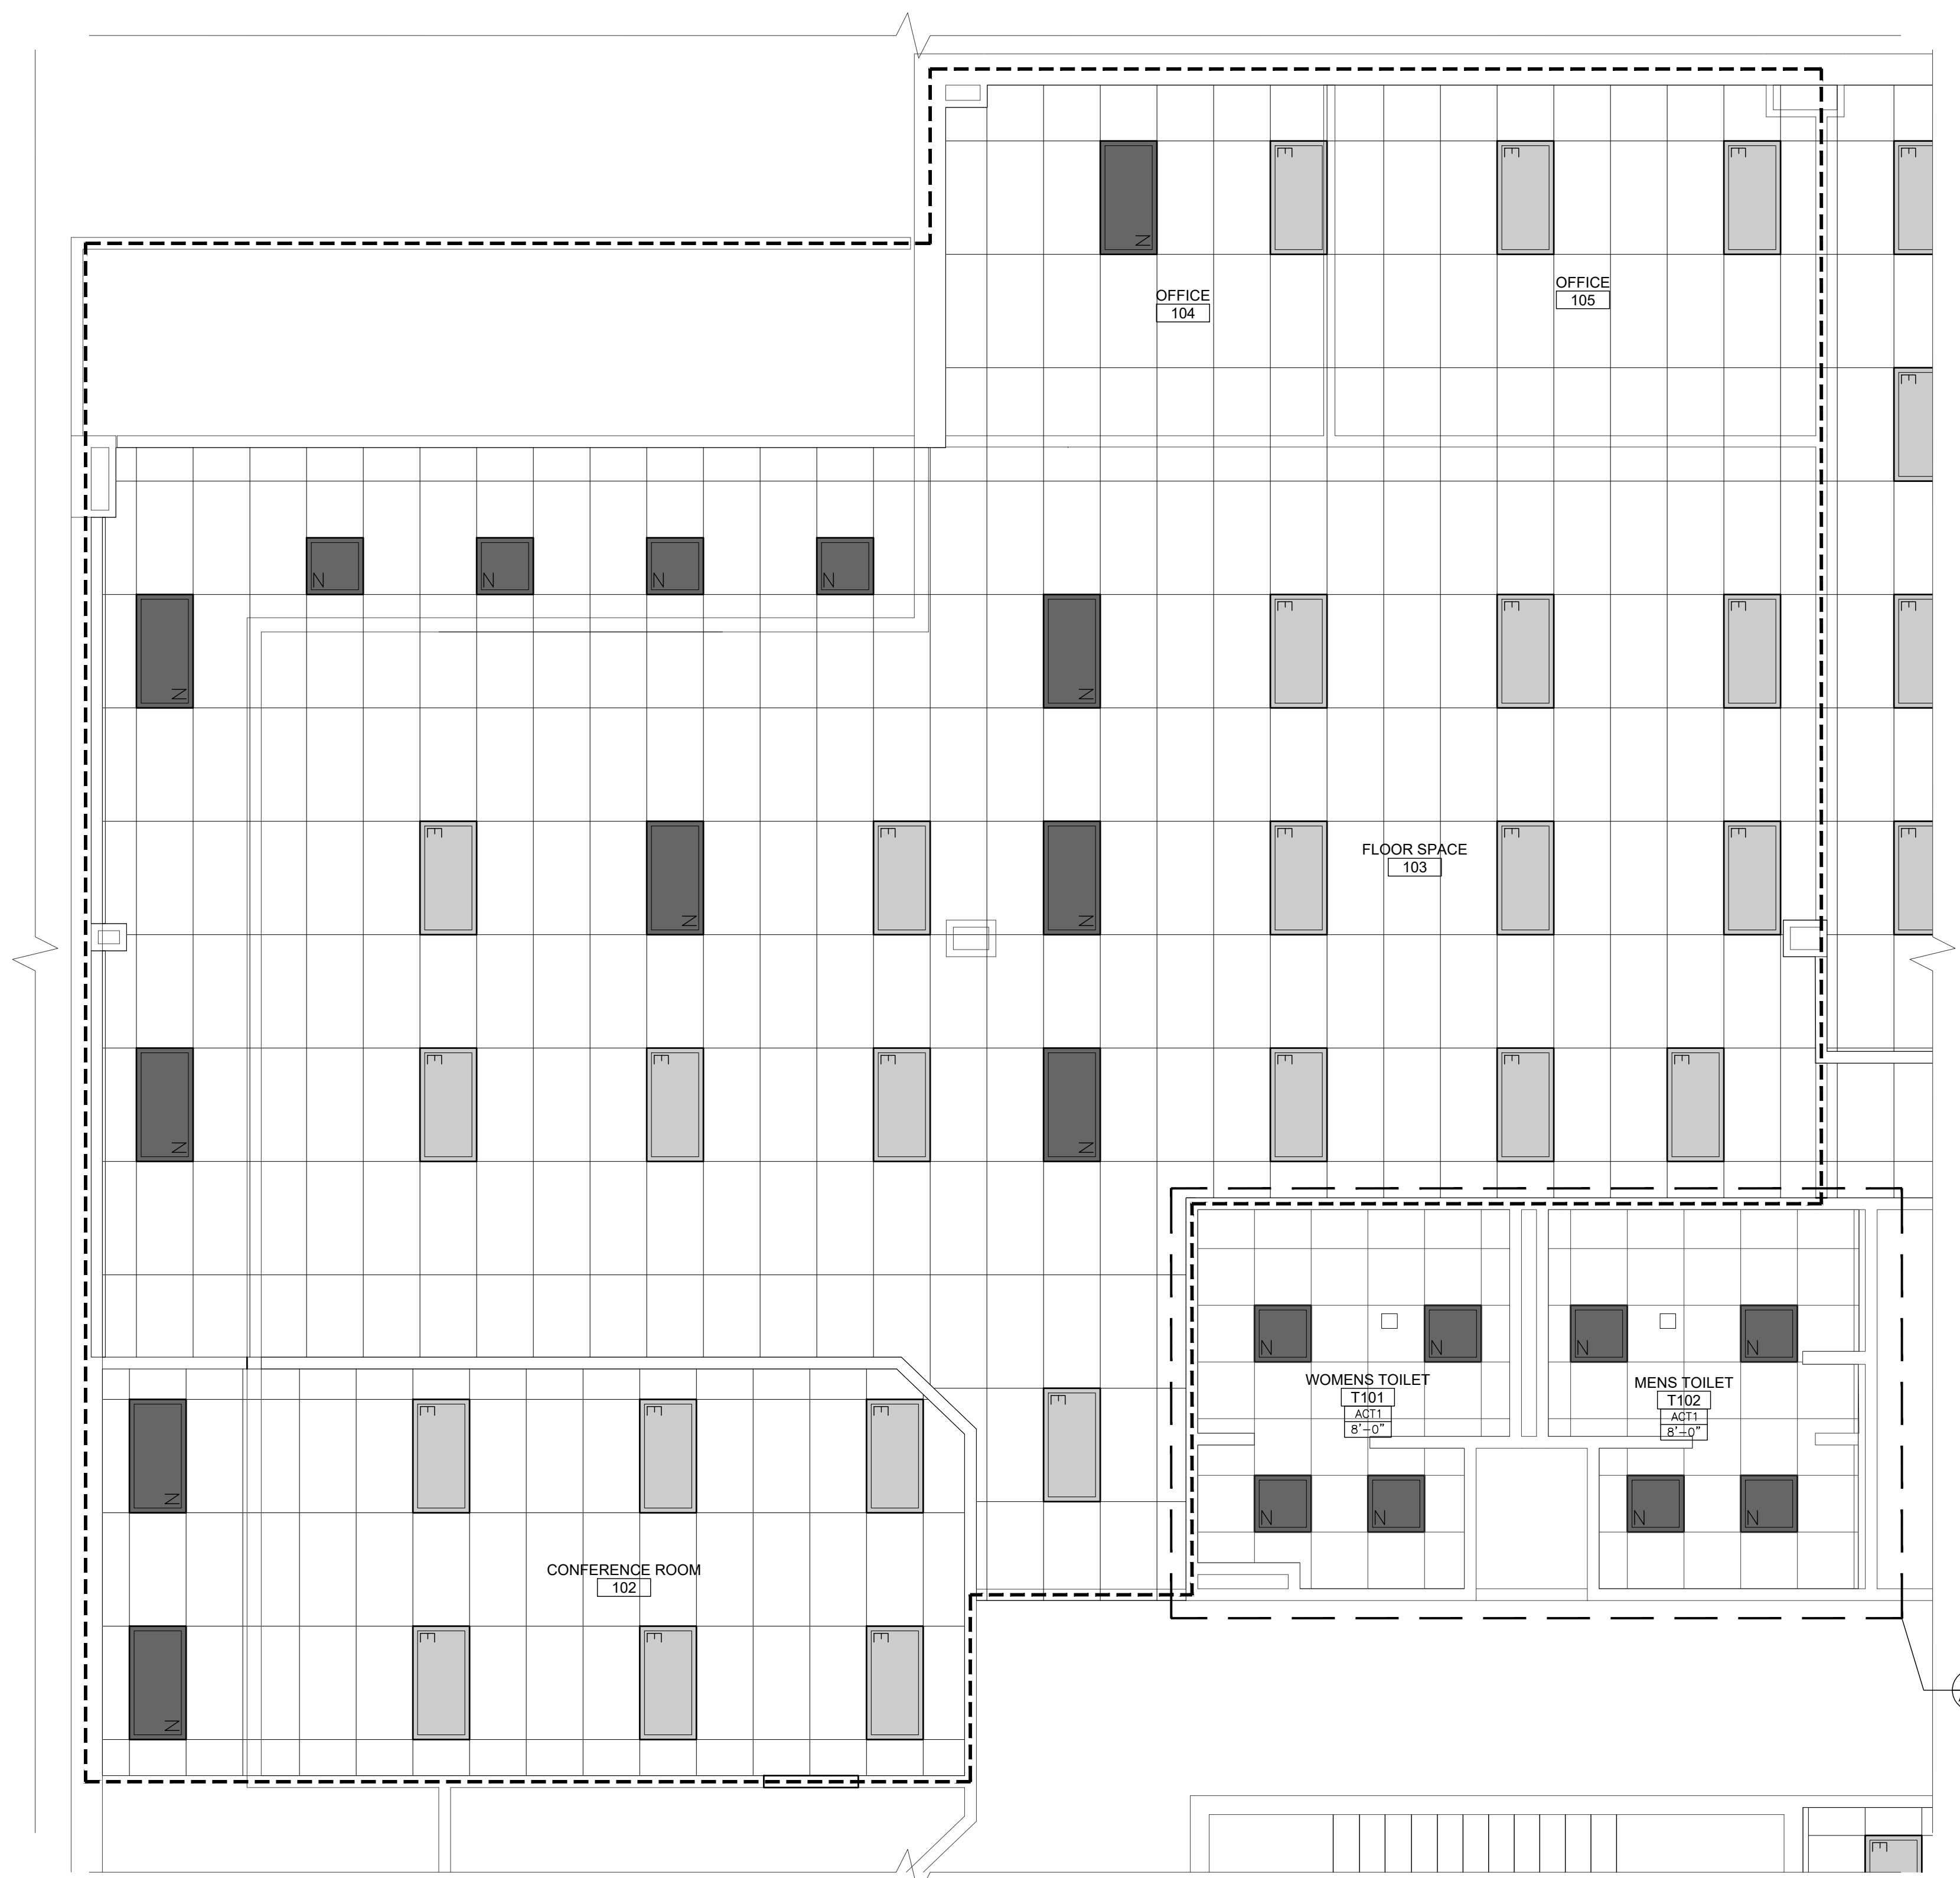 E E E E
N
OFFICE
104
OFFICE
105
E
N N N N
E E E E
N N
E E E E E E
FLOOR SPACE
103
N N
E E E E E E
N N
N N N N
WOMENS TOILET
T101
ACT1
8'-0"
MENS TOILET
T102
ACT1
8'-0"
E E E E
N
N N N N
CONFERENCE ROOM
102
E E E
N
E